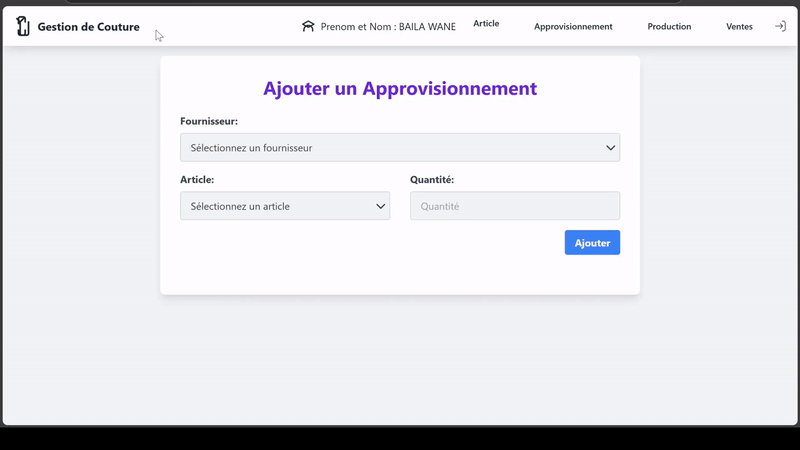 Gestion de Couture
Prenom et Nom : BAILA WANE
Article
Approvisionnement
Production
Ventes
Ajouter un Approvisionnement
Fournisseur:
Sélectionnez un fournisseur
Article:
Quantité:
Sélectionnez un article
Quantité
Ajouter